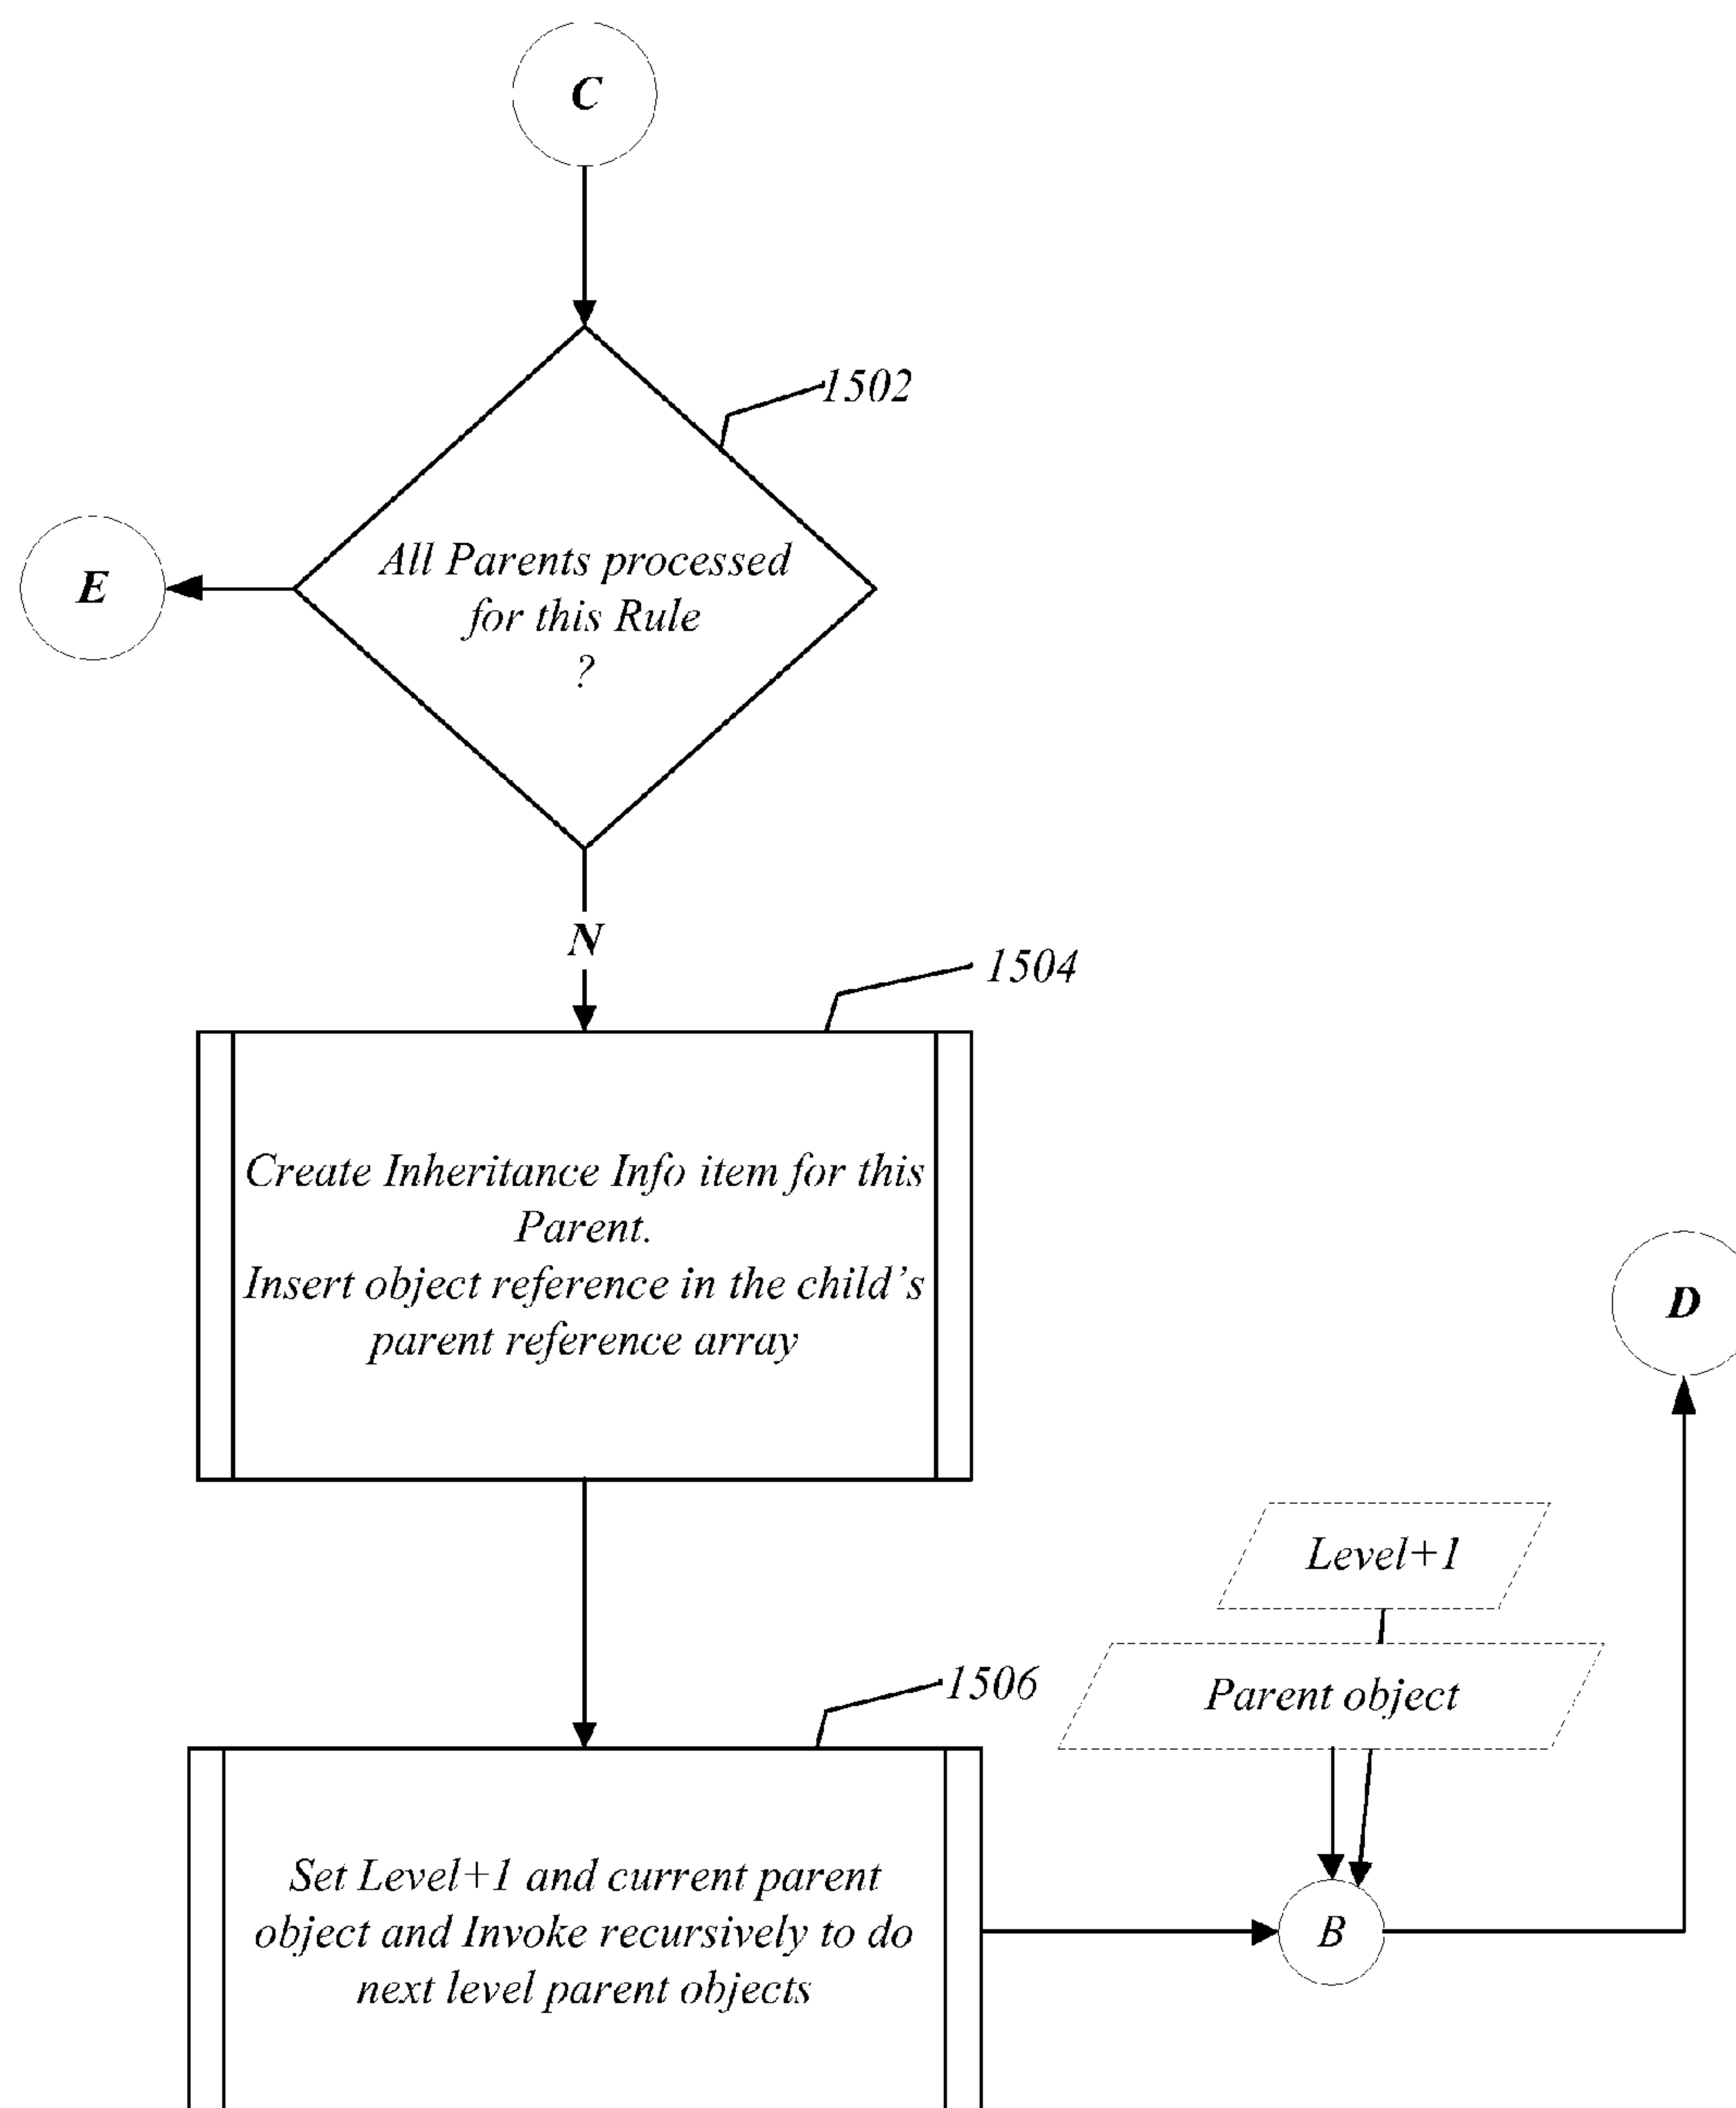 C
1502
All Parents processed
for this Rule
?
E
N
1504
Create Inheritance Info item for this
Parent.
Insert object reference in the child's
parent reference array
D
Level+1
Parent object
1506
Set Level+1 and current parent
object and Invoke recursively to do
next level parent objects
B